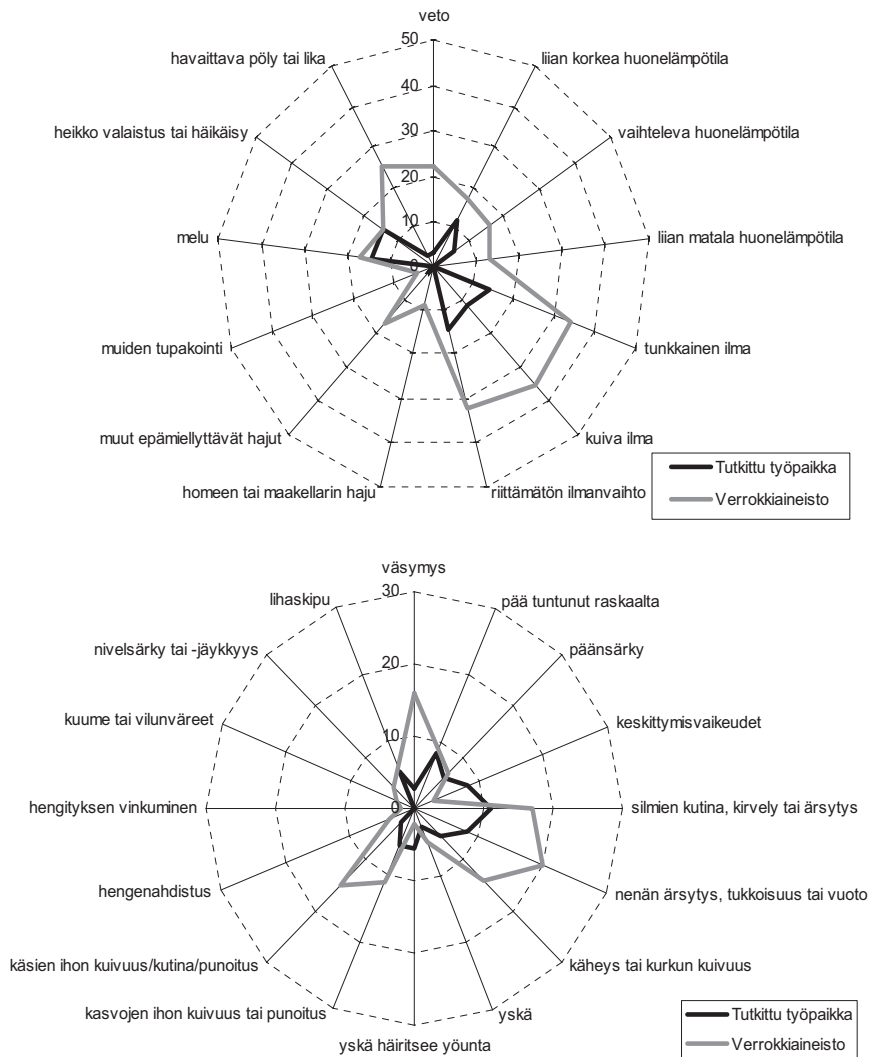 veto
50
havaittava pöly tai lika
liian korkea huonelämpötila
40
heikko valaistus tai häikäisy
30
vaihteleva huonelämpötila
20
melu
10
liian matala huonelämpötila
0
muiden tupakointi
tunkkainen ilma
muut epämiellyttävät hajut
kuiva ilma
homeen tai maakellarin haju
riittämätön ilmanvaihto
Tutkittu työpaikka
Verrokkiaineisto
väsymys
30
lihaskipu
pää tuntunut raskaalta
nivelsärky tai -jäykkyys
20
päänsärky
kuume tai vilunväreet
10
keskittymisvaikeudet
hengityksen vinkuminen
0
silmien kutina, kirvely tai ärsytys
hengenahdistus
nenän ärsytys, tukkoisuus tai vuoto
käsien ihon kuivuus/kutina/punoitus
käheys tai kurkun kuivuus
kasvojen ihon kuivuus tai punoitus
yskä
yskä häiritsee yöunta
Tutkittu työpaikka
Verrokkiaineisto